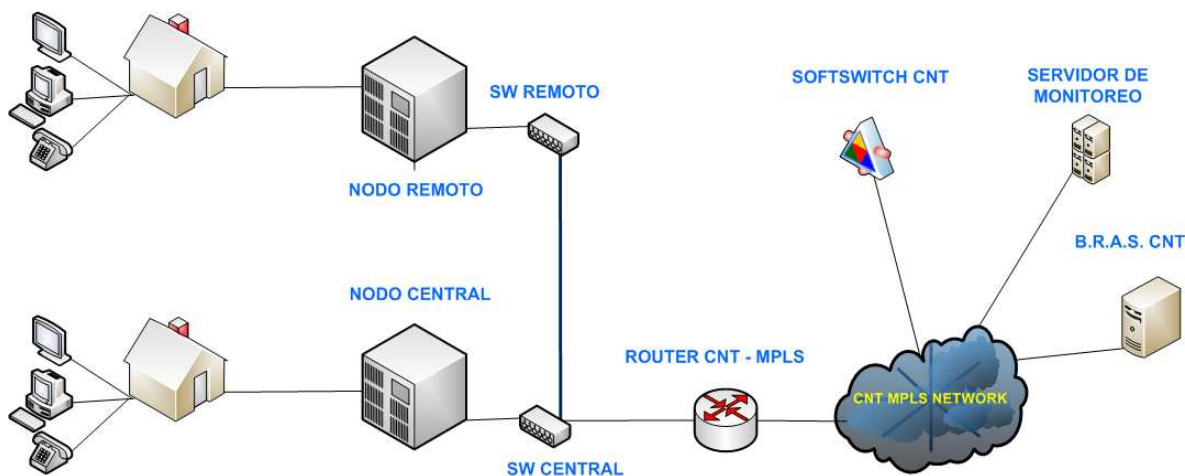 SOFTSWITCH CNT
SERVIDOR DE
MONITOREO
SW REMOTO
NODO REMOTO
B.R.A.S. CNT
NODO CENTRAL
ROUTER CNT - MPLS
CNT MPLS NETWORK
SW CENTRAL